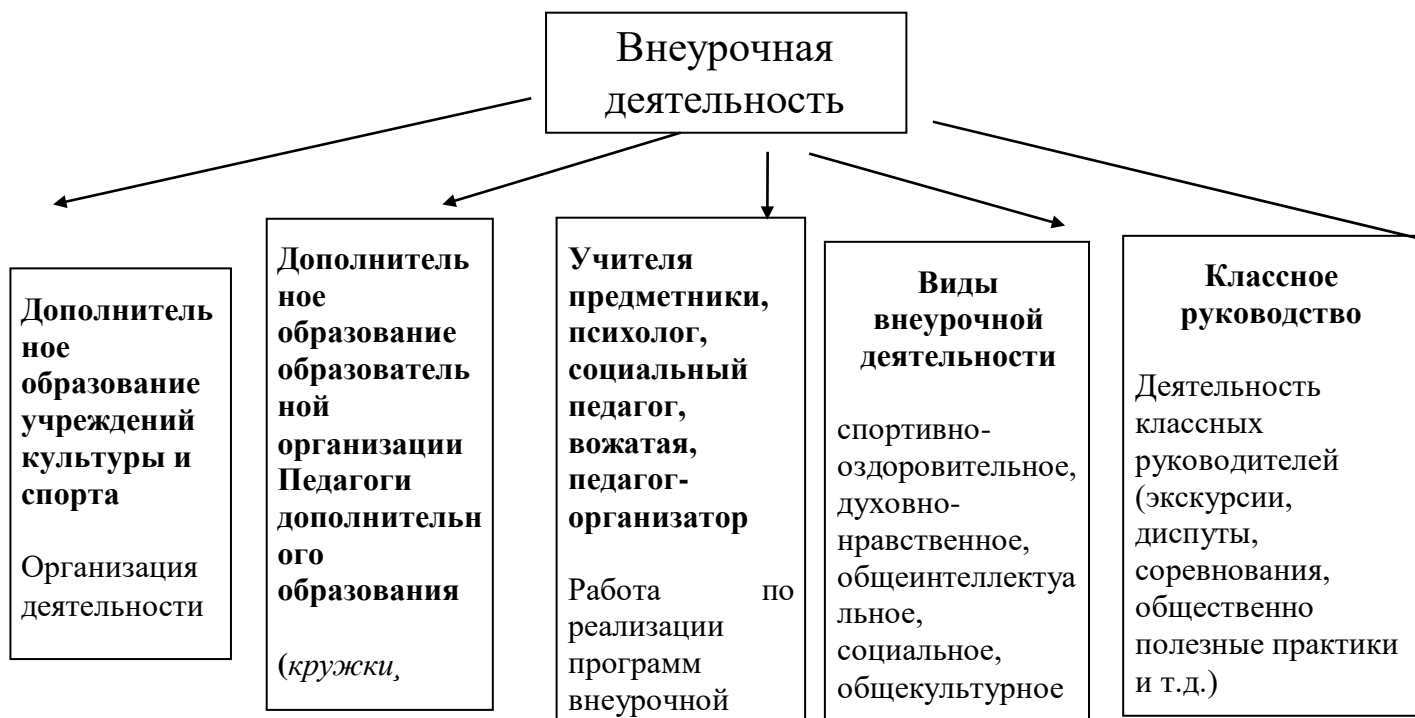 Внеурочная
деятельность
Дополнитель
ное
образование
учреждений
культуры и
спорта
Организация
деятельности
Дополнитель
ное
образование
образователь
ной
организации
Педагоги
дополнительн
ого
образования
(кружки,
Учителя
предметники,
психолог,
социальный
педагог,
вожатая,
педагог-
организатор
Работа по
реализации
программ
внеурочной
Виды
внеурочной
деятельности
спортивно-
оздоровительное,
духовно-
нравственное,
общеинтеллектуа
льное,
социальное,
общекультурное
Классное
руководство
Деятельность
классных
руководителей
(экскурсии,
диспуты,
соревнования,
общественно
полезные практики
и т.д.)